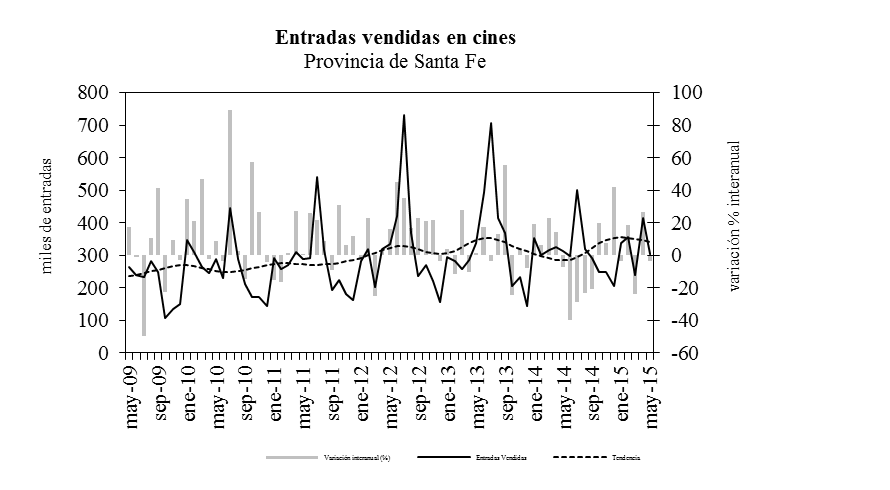 Entradas vendidas en cines
Provincia de Santa Fe
miles de entradas
800
700
600
500
400
300
200
100
0
100
80
60
40
20
0
-20
-40
-60
variación % interanual
may-09
sep-09
ene-10
may-10
sep-10
ene-11
may-11
sep-11
ene-12
may-12
sep-12
ene-13
may-13
sep-13
ene-14
may-14
sep-14
ene-15
may-15
Variación interanual (%)
Entradas Vendidas
Tendencia